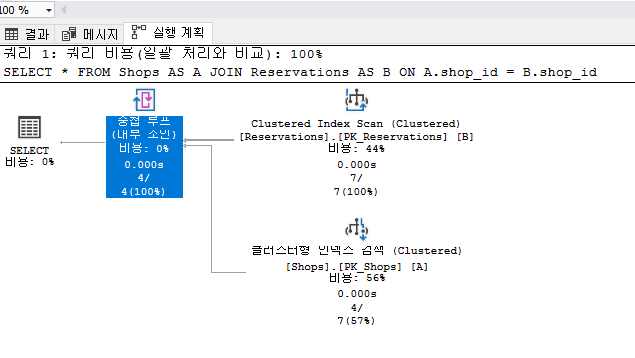 100 %
결과 메시지 실행 계획
쿼리 1: 쿼리 비용(일괄 처리와 비교): 100%
SELECT * FROM Shops AS A JOIN Reservations AS B ON A.shop_id = B.shop_id
SELECT
비용: 0%
중첩 루프
(내부 조인)
비용: 0%
0.000s
4/
4(100%)
Clustered Index Scan (Clustered)
[Reservations].[PK_Reservations] [B]
비용: 44%
0.000s
7/
7(100%)
클러스터형 인덱스 검색 (Clustered)
[Shops].[PK_Shops] [A]
비용: 56%
0.000s
4/
7(57%)